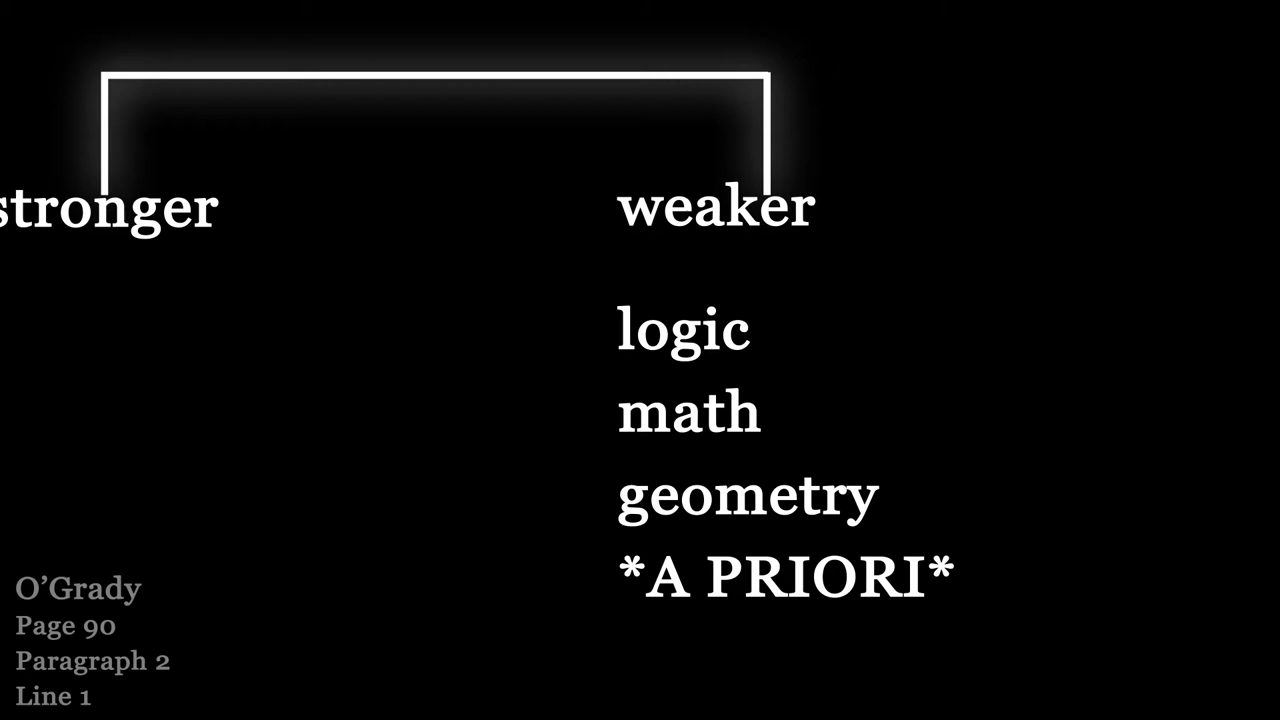 stronger
weaker
logic
math
geometry
*A PRIORI*
O’Grady
Page 90
Paragraph 2
Line 1